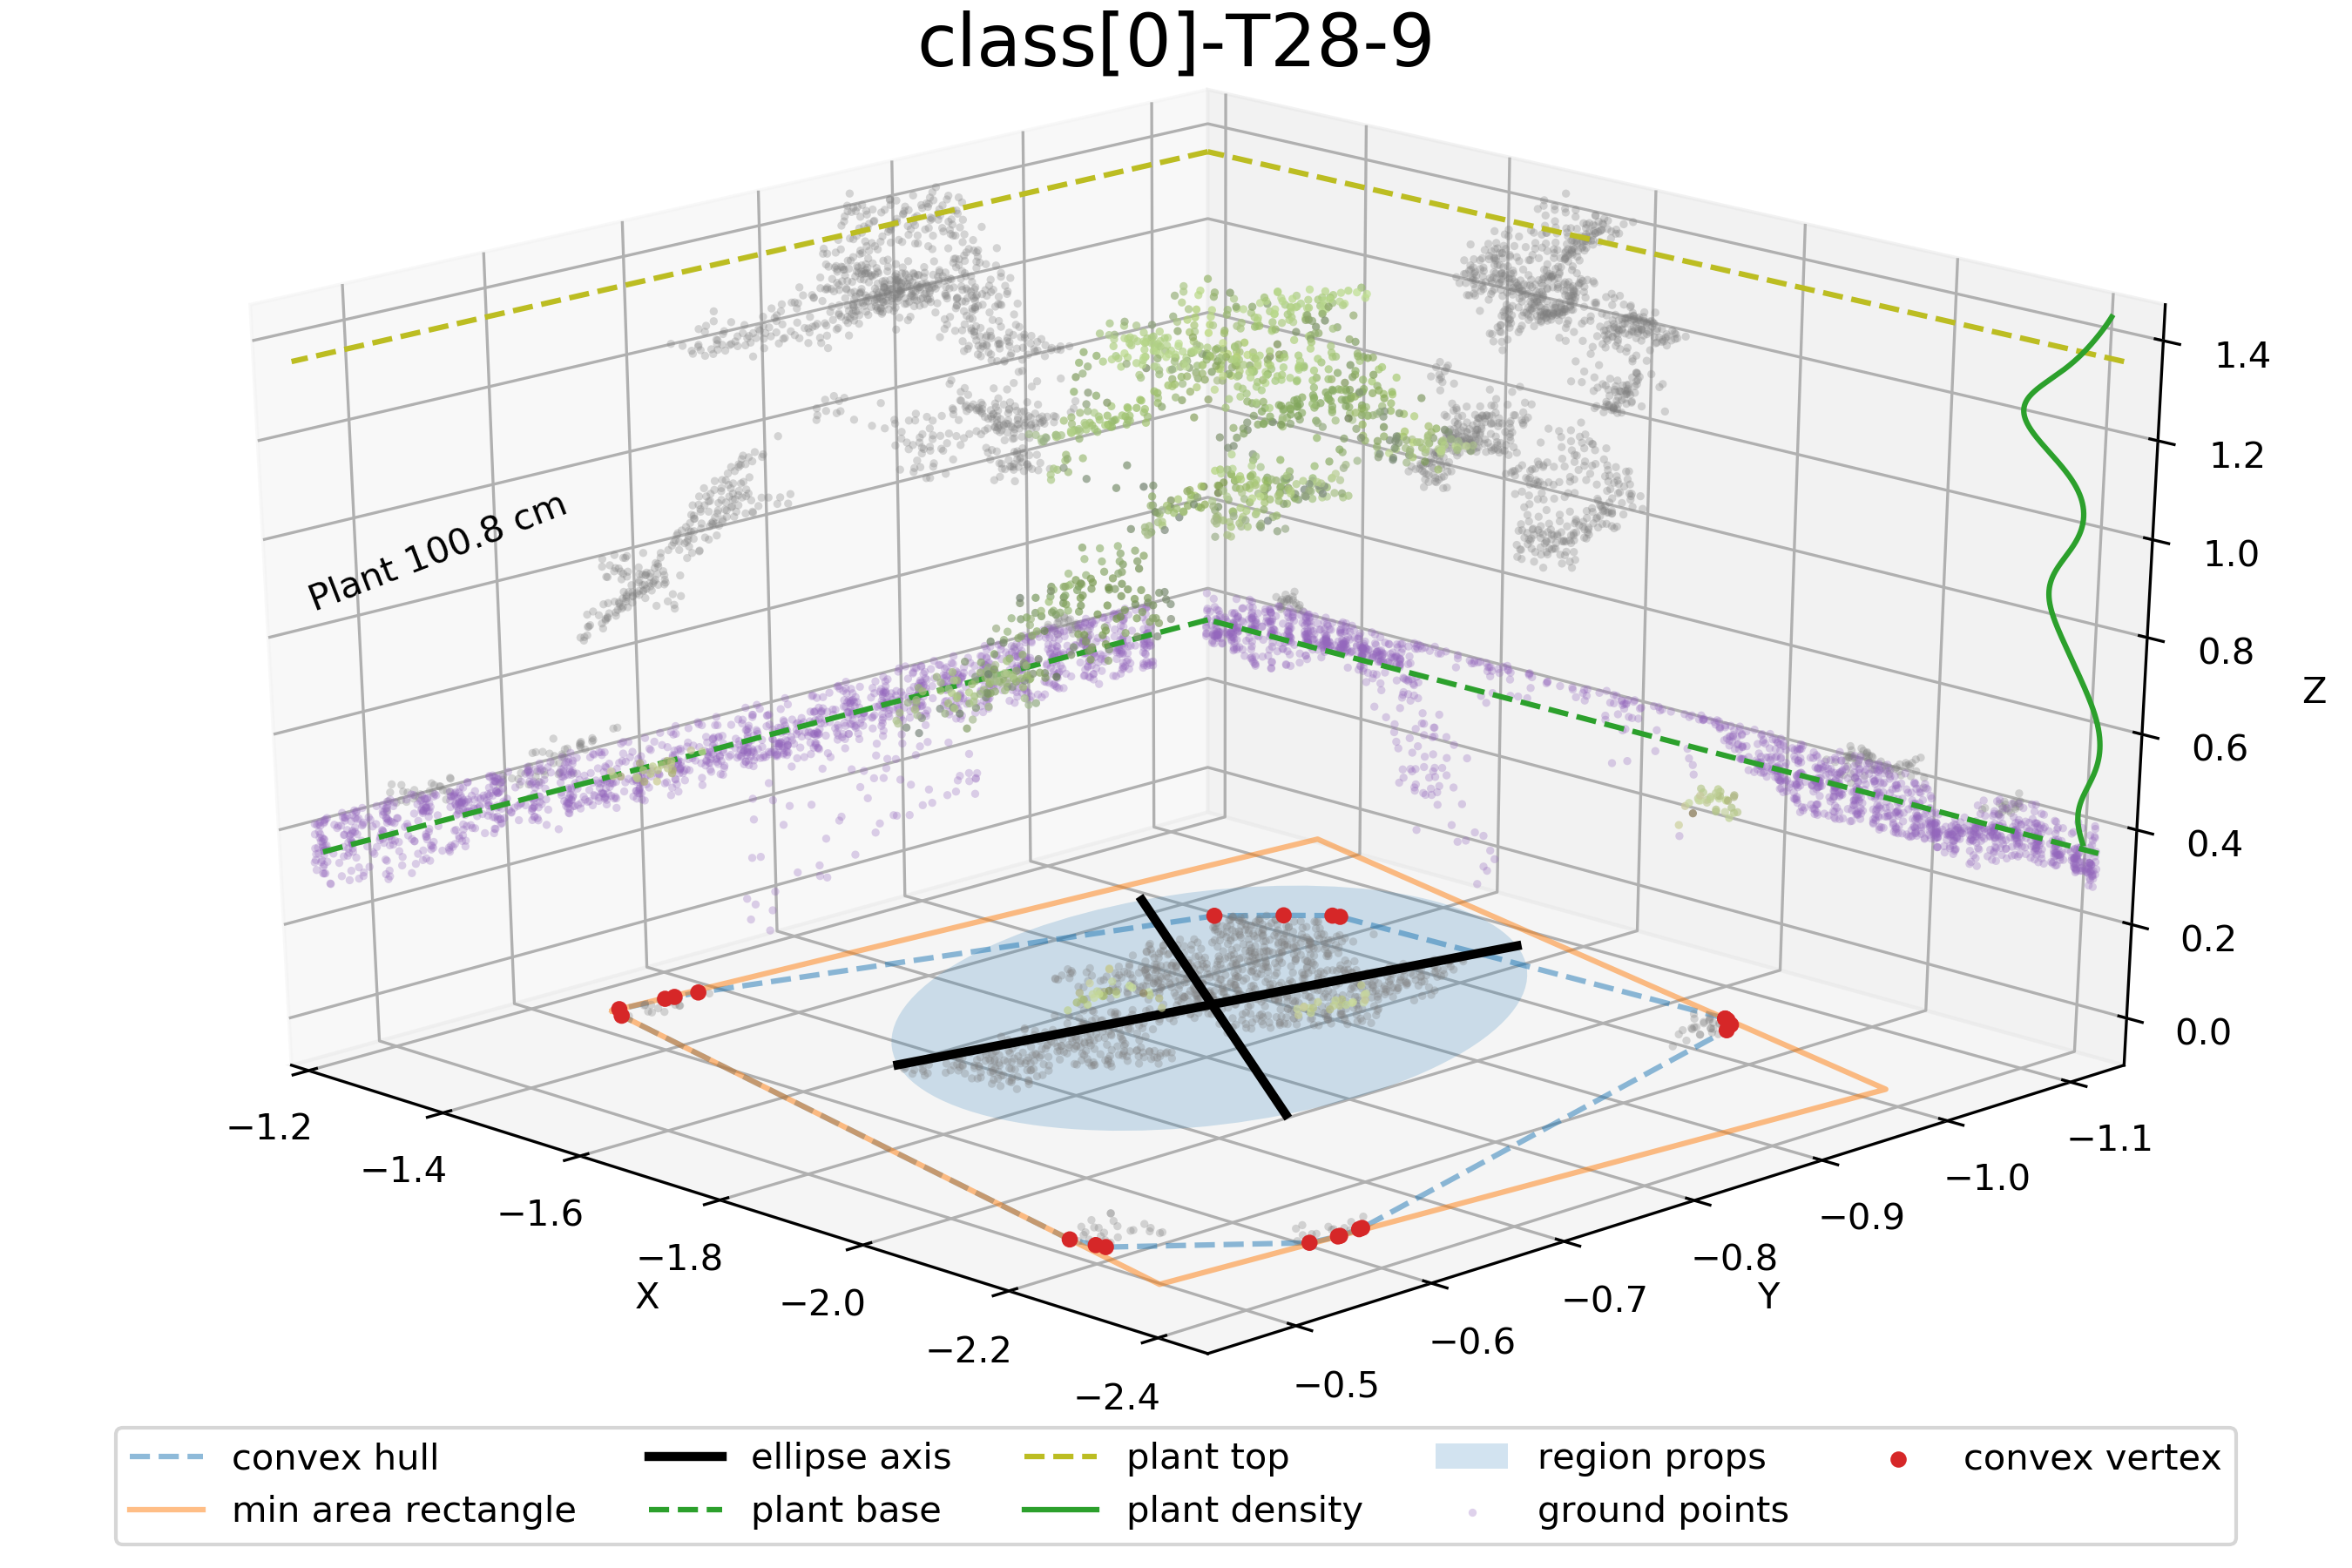 class[0]-T28-9
Plant 100.8 cm
1.4
1.2
1.0
0.8
0.6
0.4
0.2
0.0
Z
−1.2
−1.4
−1.6
−1.8
−2.0
−2.2
−2.4
X
−0.5
−0.6
−0.7
−0.8
−0.9
−1.0
−1.1
Y
convex hull
min area rectangle
ellipse axis
plant base
plant top
plant density
region props
ground points
convex vertex